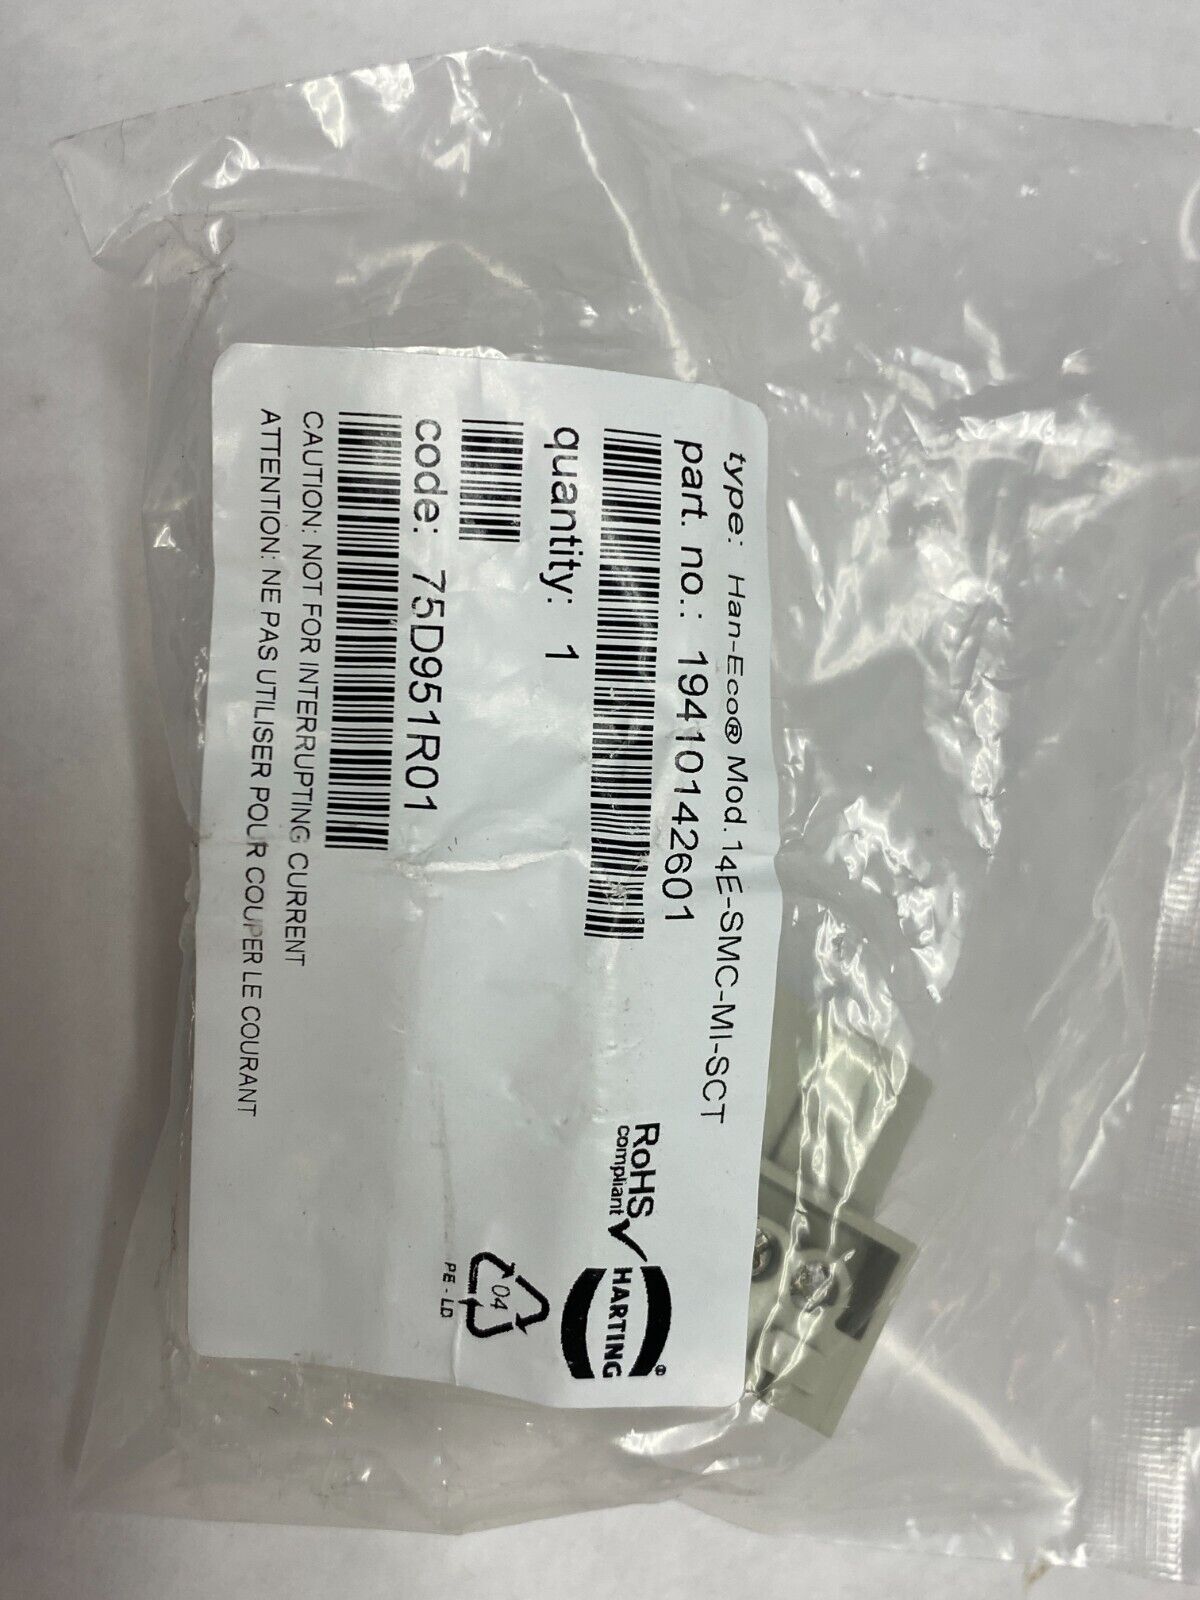 type: Han-Eco® Mod. 14E-SMC-MI-SCT
part. no.: 19410142601
quantity: 1
code: 75D951R01
CAUTION: NOT FOR INTERRUPTING CURRENT
ATTENTION: NE PAS UTILISER POUR COUPER LE COURANT
RoHS
compliant
HARTING®
04
PE-LD